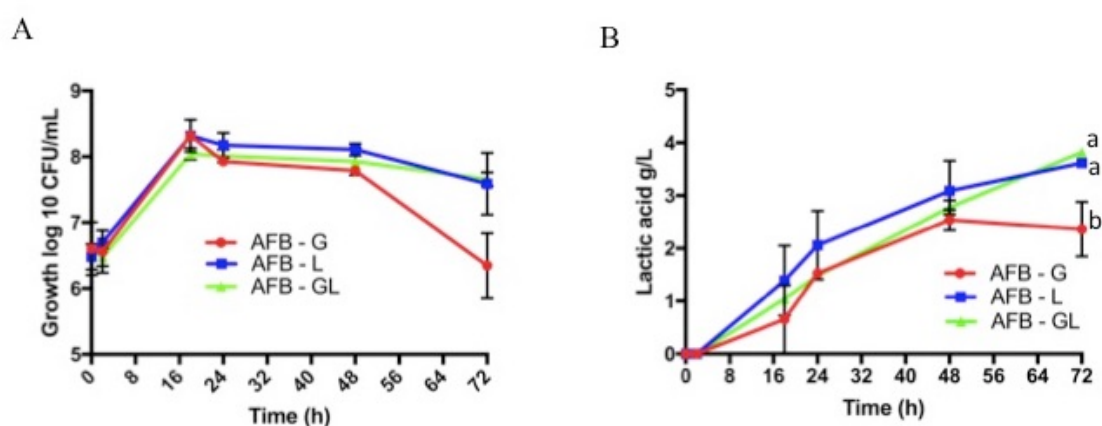 A
Growth log 10 CFU/mL
9
8
7
6
5
AFB - G
AFB - L
AFB - GL
0
8
16
24
32
40
48
56
64
72
Time (h)
B
Lactic acid g/L
5
4
3
2
1
0
a
a
b
AFB - G
AFB - L
AFB - GL
0
8
16
24
32
40
48
56
64
72
Time (h)